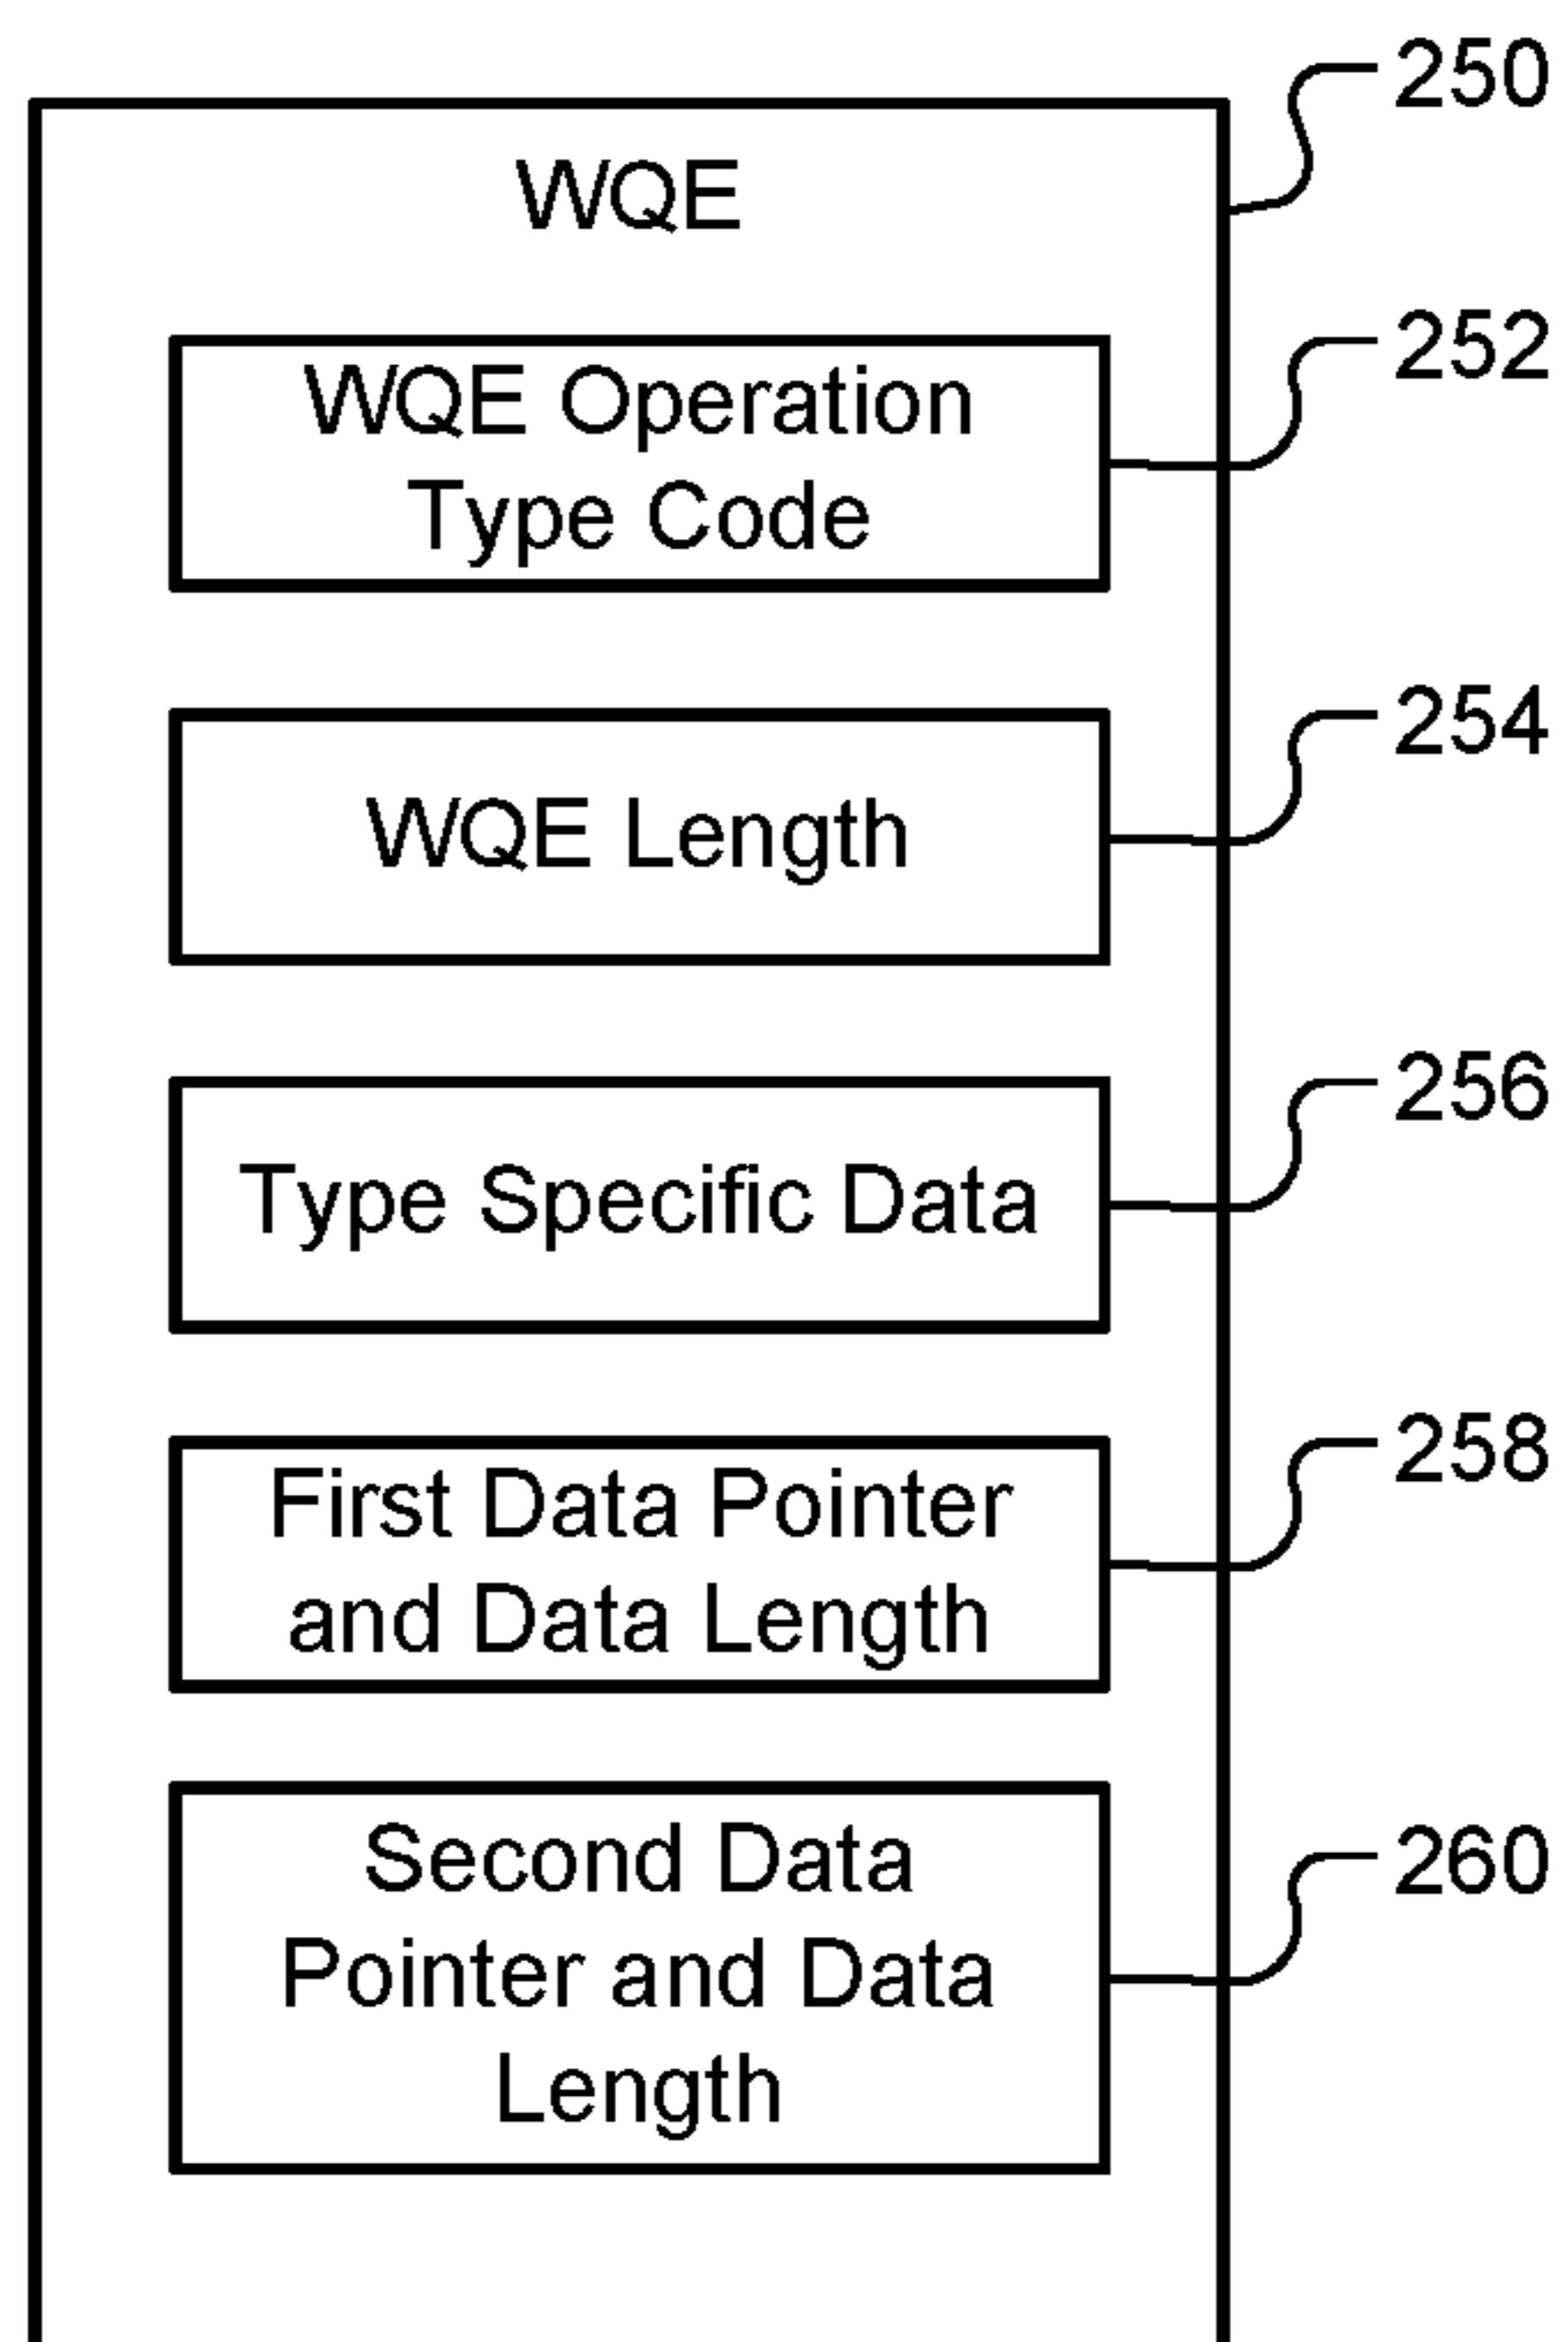 250
WQE
252
WQE Operation
Type Code
254
WQE Length
256
Type Specific Data
258
First Data Pointer
and Data Length
260
Second Data
Pointer and Data
Length